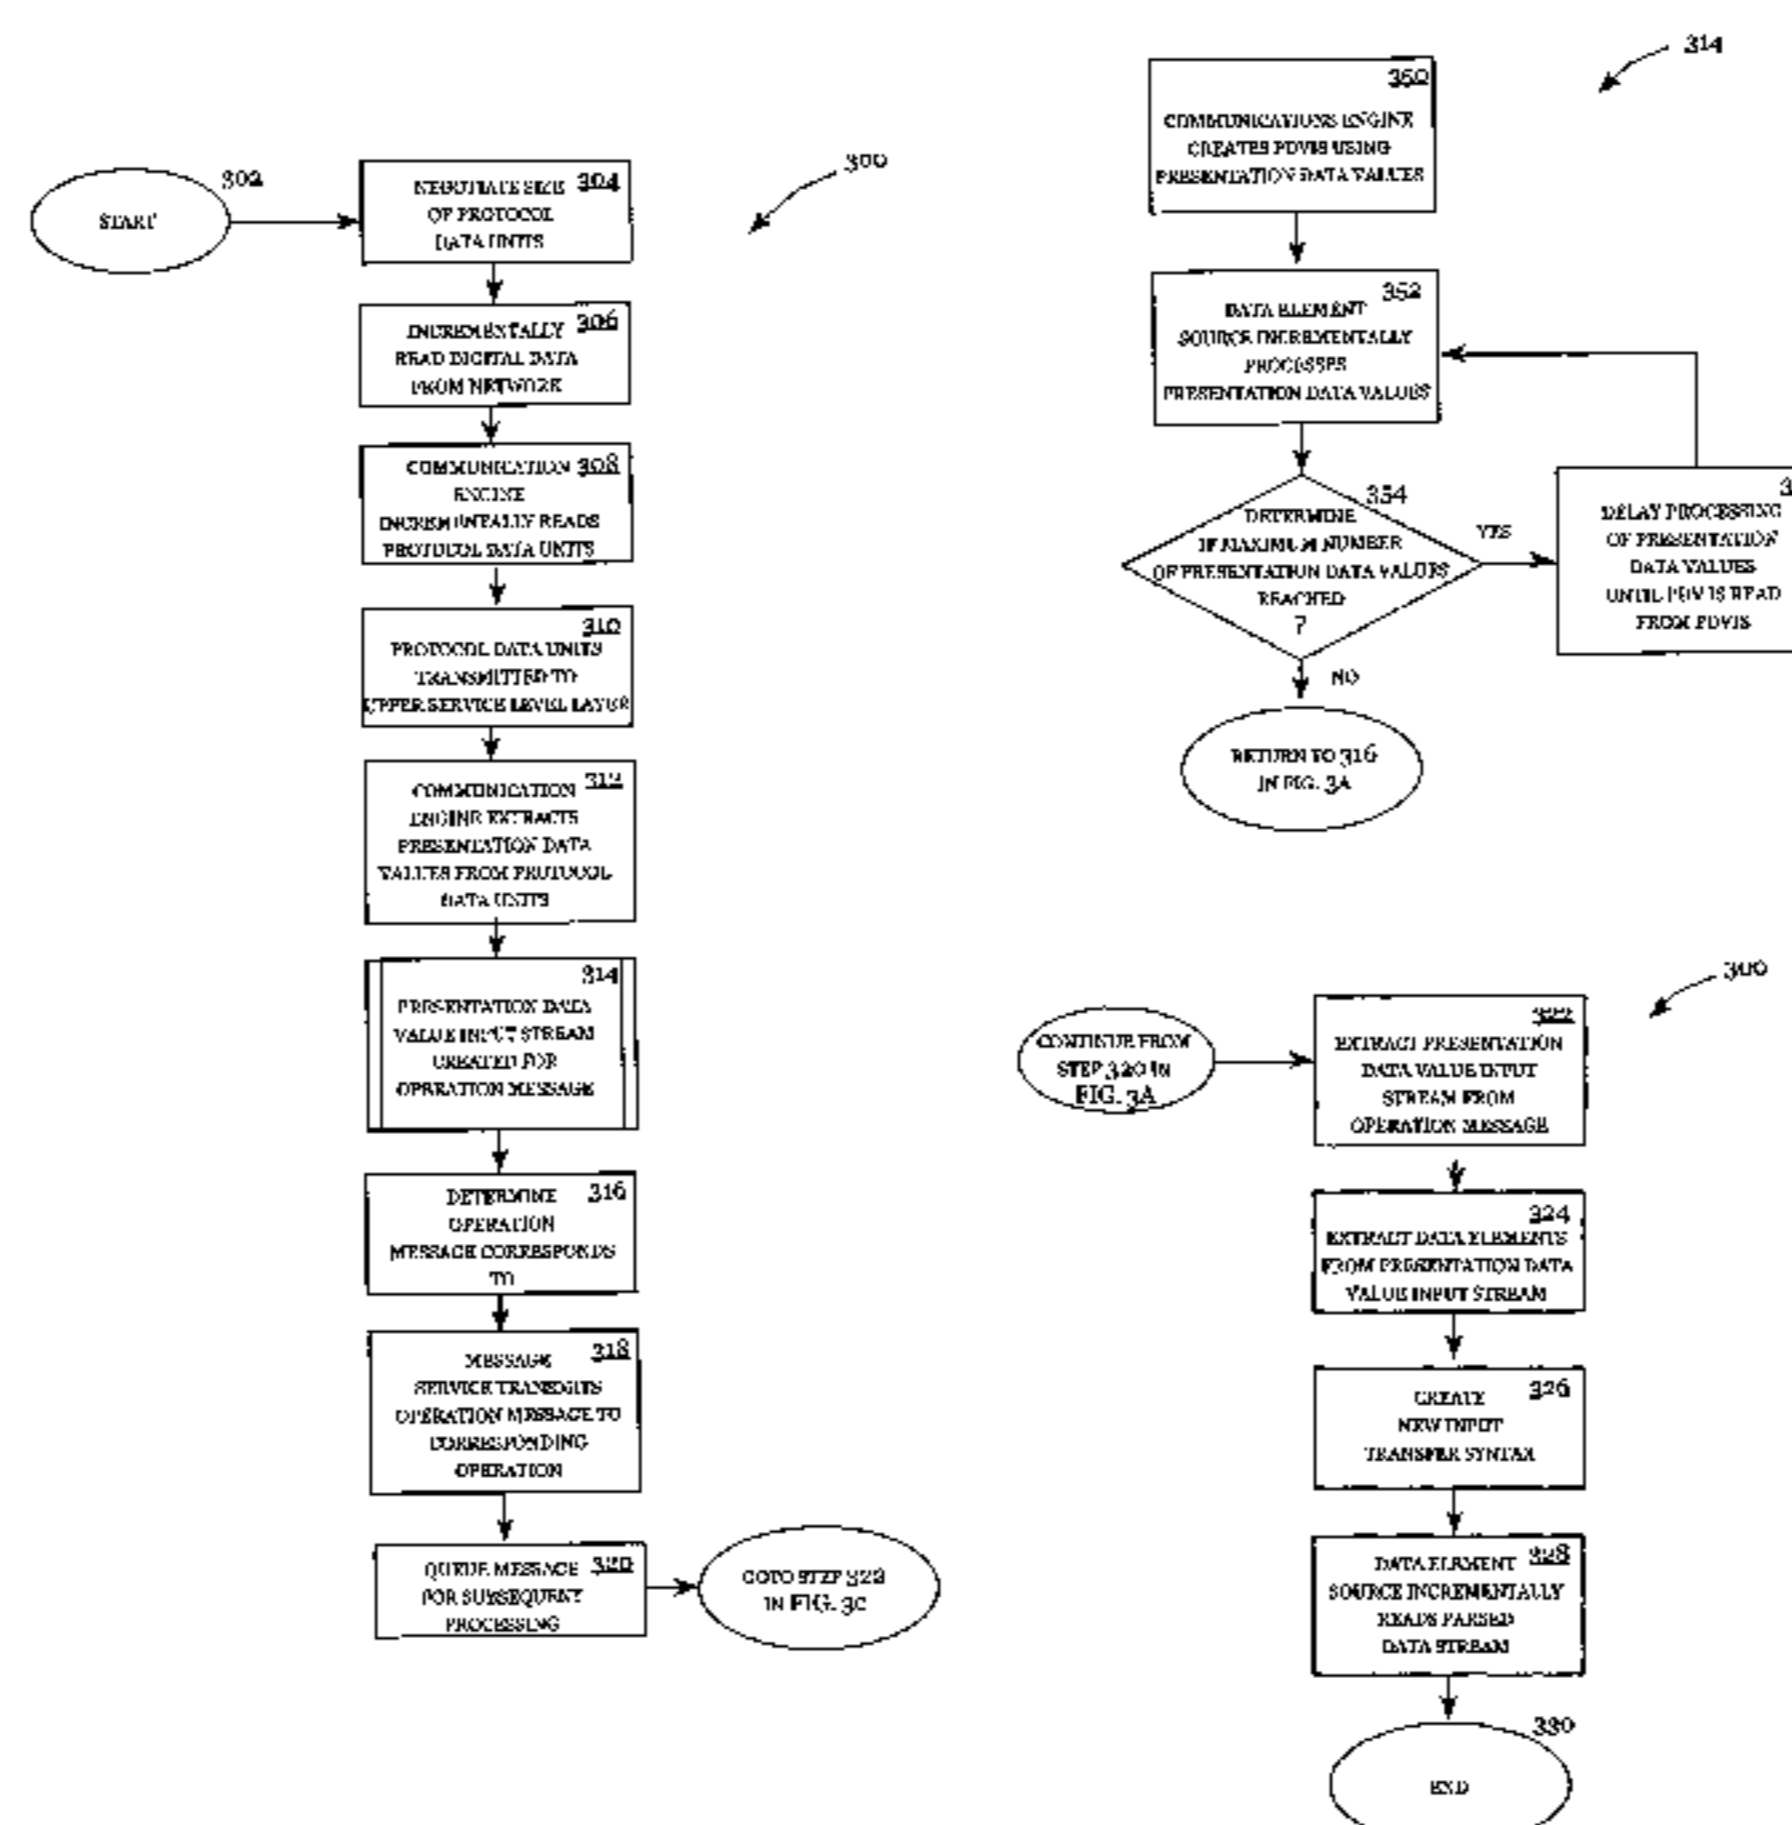 START
302
304
NEGOTIATE SIZE
OF PROTOCOL
DATA UNITS
300
306
INCREMENTALLY
READ DIGITAL DATA
FROM NETWORK
308
COMMUNICATION
ENGINE
INCREMENTALLY READS
PROTOCOL DATA UNITS
310
PROTOCOL DATA UNITS
TRANSMITTED TO
UPPER SERVICE LEVEL LAYER
312
COMMUNICATION
ENGINE EXTRACTS
PRESENTATION DATA
VALUES FROM PROTOCOL
DATA UNITS
314
PRESENTATION DATA
VALUE INPUT STREAM
CREATED FOR
OPERATION MESSAGE
316
DETERMINE
OPERATION
MESSAGE CORRESPONDS
TO
318
MESSAGE
SERVICE TRANSMITS
OPERATION MESSAGE TO
CORRESPONDING
OPERATION
320
QUEUE MESSAGE
FOR SUBSEQUENT
PROCESSING
GOTO STEP 322
IN FIG. 3C
314
350
COMMUNICATIONS ENGINE
CREATES PDVIS USING
PRESENTATION DATA VALUES
352
DATA ELEMENT
SOURCE INCREMENTALLY
PROCESSES
PRESENTATION DATA VALUES
354
DETERMINE
IF MAXIMUM NUMBER
OF PRESENTATION DATA VALUES
REACHED
?
YES
DELAY PROCESSING
OF PRESENTATION
DATA VALUES
UNTIL PDV IS READ
FROM PDVIS
NO
RETURN TO 316
IN FIG. 3A
300
CONTINUE FROM
STEP 320 IN
FIG. 3A
322
EXTRACT PRESENTATION
DATA VALUE INPUT
STREAM FROM
OPERATION MESSAGE
324
EXTRACT DATA ELEMENTS
FROM PRESENTATION DATA
VALUE INPUT STREAM
326
CREATE
NEW INPUT
TRANSFER SYNTAX
328
DATA ELEMENT
SOURCE INCREMENTALLY
READS PARSED
DATA STREAM
330
END